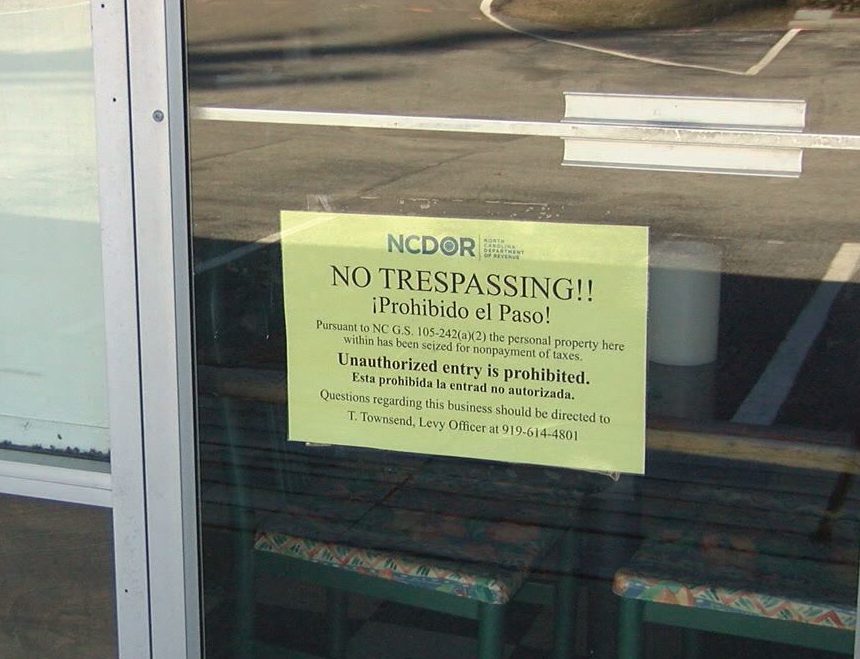 NCDOR
NORTH
CAROLINA
DEPARTMENT
OF REVENUE
NO TRESPASSING!!
¡Prohibido el Paso!
Pursuant to NC G.S. 105-242(a)(2) the personal property here
within has been seized for nonpayment of taxes.
Unauthorized entry is prohibited.
Esta prohibida la entrad no autorizada.
Questions regarding this business should be directed to
T. Townsend, Levy Officer at 919-614-4801